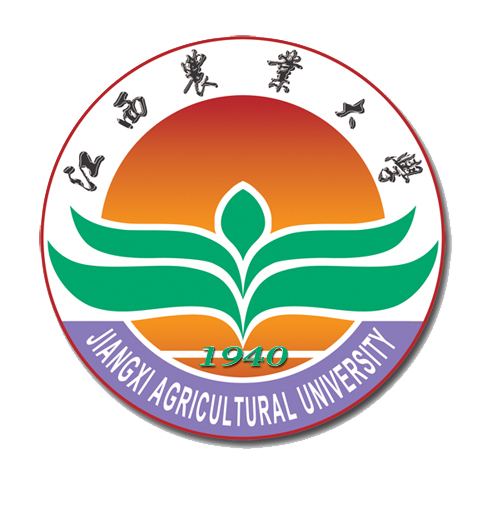 江西農業大學
1940
JIANGXI AGRICULTURAL UNIVERSITY